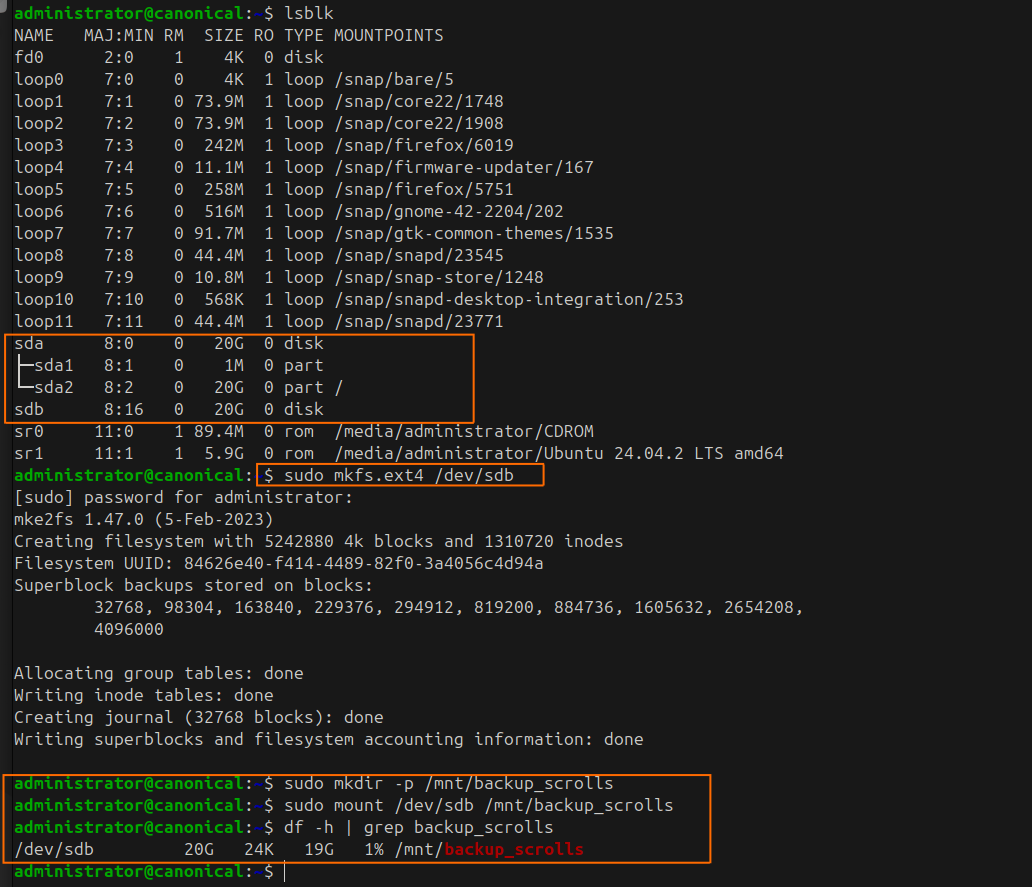 administrator@canonical:~$ lsblk
NAME   MAJ:MIN RM  SIZE RO TYPE MOUNTPOINTS
fd0      2:0    1    4K  0 disk
loop0    7:0    0    4K  1 loop /snap/bare/5
loop1    7:1    0 73.9M  1 loop /snap/core22/1748
loop2    7:2    0 73.9M  1 loop /snap/core22/1908
loop3    7:3    0  242M  1 loop /snap/firefox/6019
loop4    7:4    0 11.1M  1 loop /snap/firmware-updater/167
loop5    7:5    0  258M  1 loop /snap/firefox/5751
loop6    7:6    0  516M  1 loop /snap/gnome-42-2204/202
loop7    7:7    0 91.7M  1 loop /snap/gtk-common-themes/1535
loop8    7:8    0 44.4M  1 loop /snap/snapd/23545
loop9    7:9    0 10.8M  1 loop /snap/snap-store/1248
loop10   7:10   0  568K  1 loop /snap/snapd-desktop-integration/253
loop11   7:11   0 44.4M  1 loop /snap/snapd/23771
sda      8:0    0   20G  0 disk
├─sda1   8:1    0    1M  0 part
└─sda2   8:2    0   20G  0 part /
sdb      8:16   0   20G  0 disk
sr0     11:0    1 89.4M  0 rom  /media/administrator/CDROM
sr1     11:1    1  5.9G  0 rom  /media/administrator/Ubuntu 24.04.2 LTS amd64
administrator@canonical:~$ sudo mkfs.ext4 /dev/sdb
[sudo] password for administrator:
mke2fs 1.47.0 (5-Feb-2023)
Creating filesystem with 5242880 4k blocks and 1310720 inodes
Filesystem UUID: 84626e40-f414-4489-82f0-3a4056c4d94a
Superblock backups stored on blocks:
        32768, 98304, 163840, 229376, 294912, 819200, 884736, 1605632, 2654208,
        4096000
Allocating group tables: done
Writing inode tables: done
Creating journal (32768 blocks): done
Writing superblocks and filesystem accounting information: done
administrator@canonical:~$ sudo mkdir -p /mnt/backup_scrolls
administrator@canonical:~$ sudo mount /dev/sdb /mnt/backup_scrolls
administrator@canonical:~$ df -h | grep backup_scrolls
/dev/sdb         20G   24K   19G   1% /mnt/backup_scrolls
administrator@canonical:~$